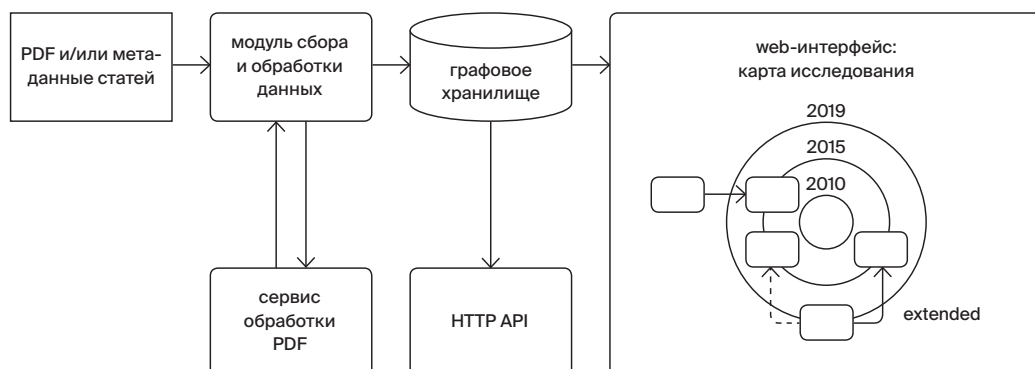 PDF и/или мета-
данные статей
модуль сбора
и обработки
данных
графовое
хранилище
web-интерфейс:
карта исследования
2019
2015
2010
extended
сервис
обработки
PDF
HTTP API